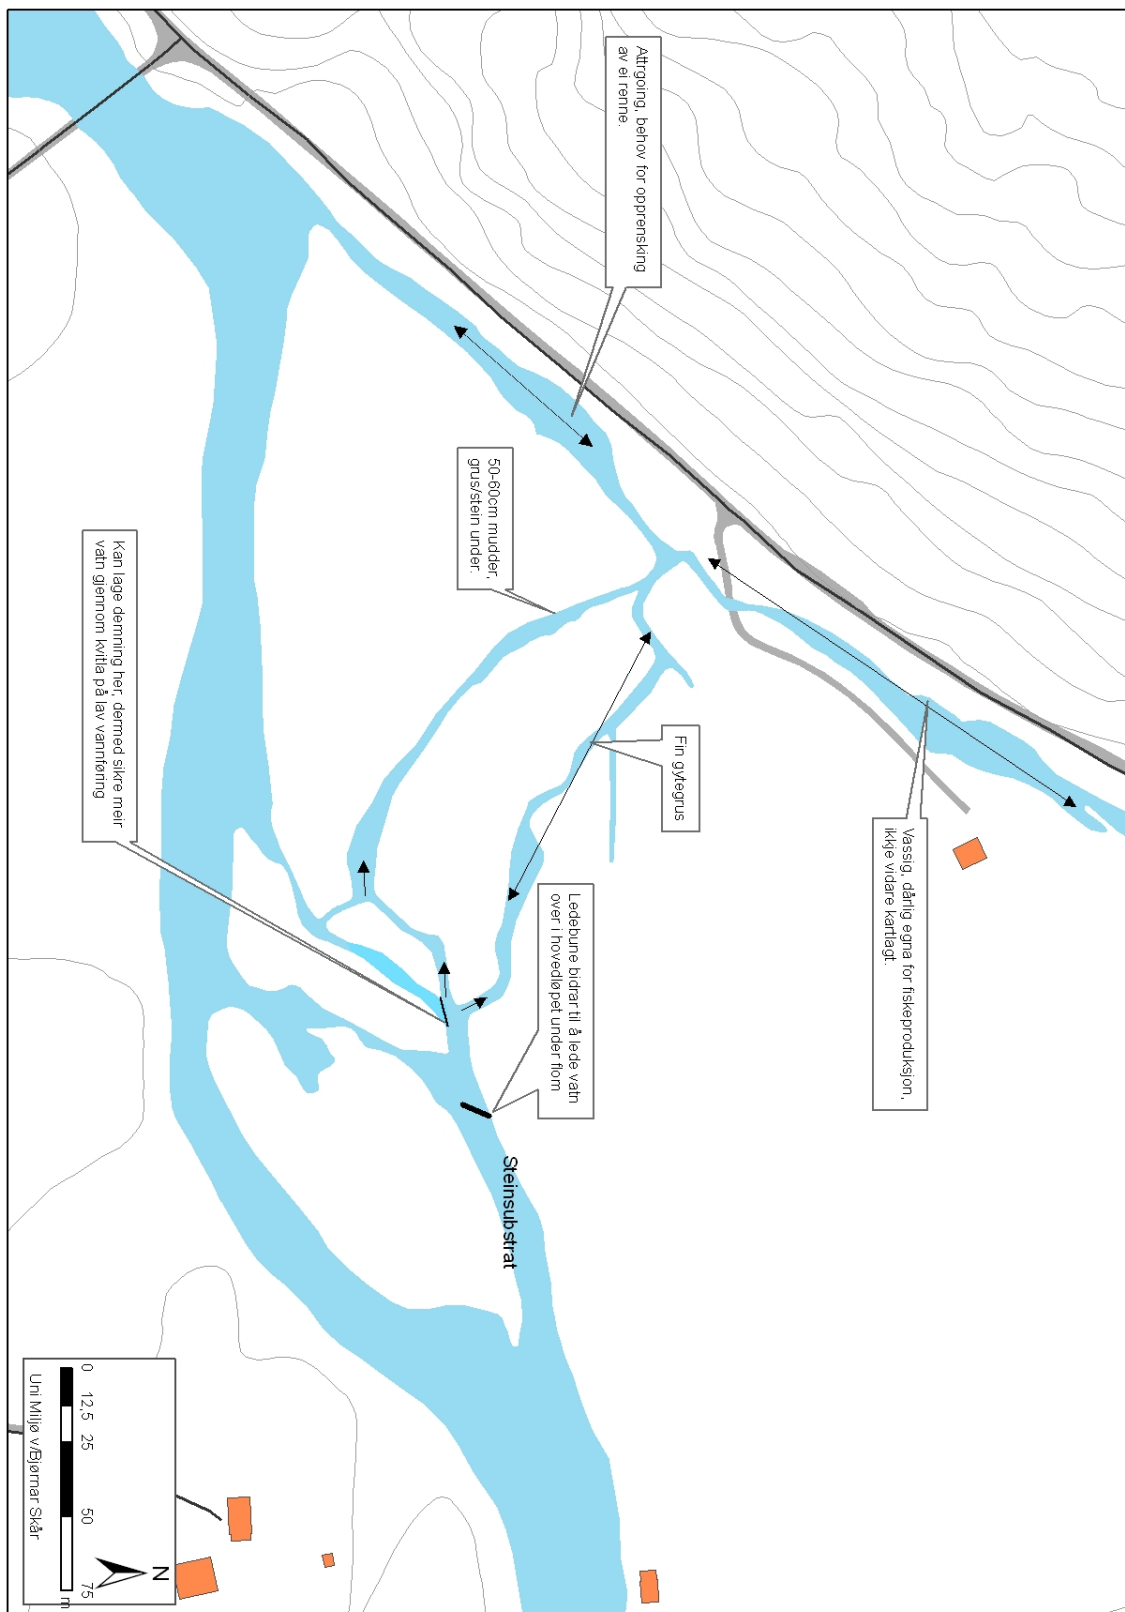 Attrgoing, behov for opprensking
av ei renne.
50-60cm mudder,
grus/stein under.
Kan lage demning her, dermed sikre meir
vatn gjennom kvitla på lav vannføring
Fin gytegrus
Vassig, dårlig egna for fiskeproduksjon,
ikkje vidare kartlagt.
Ledebune bidrar til å lede vatn
over i hovedløpet under flom
Steinsubstrat
0 12,5 25 50 75
m
N
Uni Miljø v/Bjørnar Skår